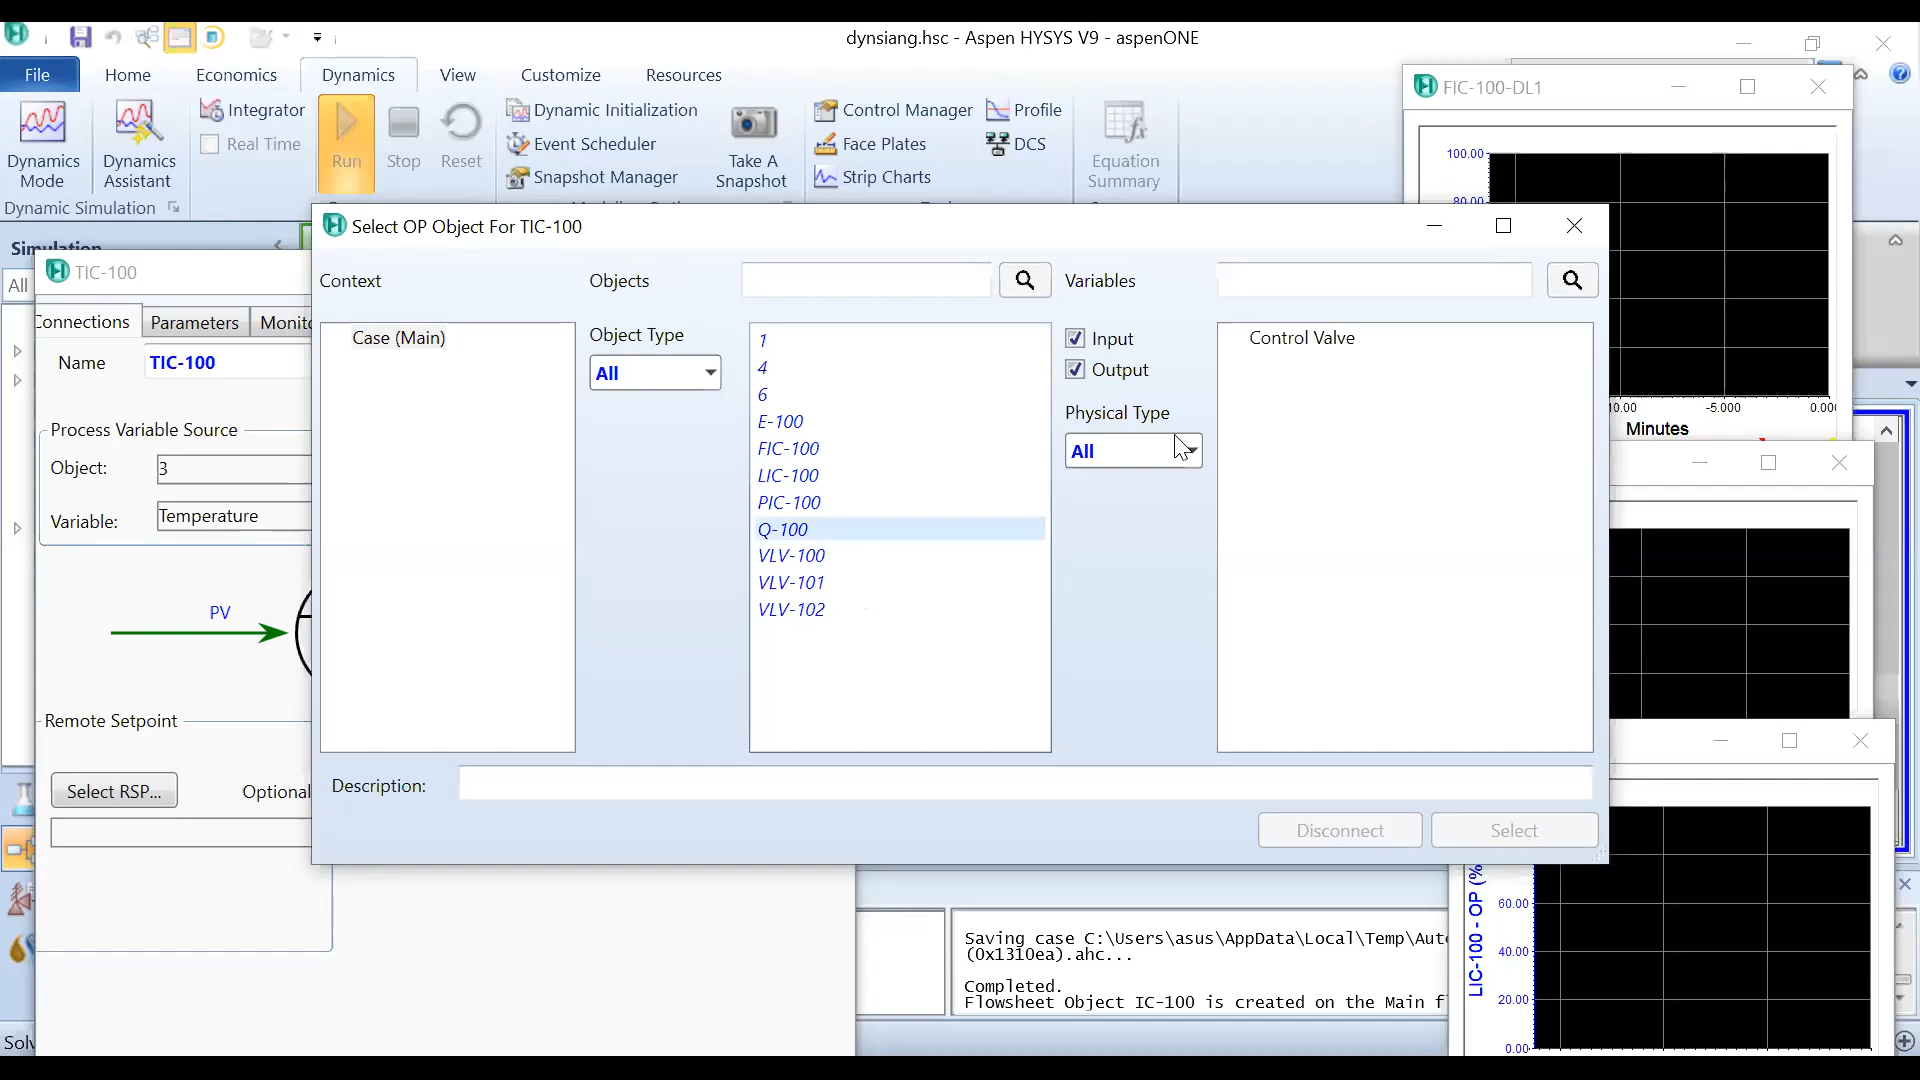 dynsiang.hsc - Aspen HYSYS V9 - aspenONE
File
Home
Economics
Dynamics
View
Customize
Resources
Dynamics
Mode
Dynamics
Assistant
Integrator
Real Time
Run
Stop
Reset
Dynamic Initialization
Event Scheduler
Snapshot Manager
Take A
Snapshot
Control Manager
Face Plates
Strip Charts
Profile
DCS
Equation
Summary
Dynamic Simulation
FIC-100-DL1
100.00
80.00
-5.000
Minutes
All
TIC-100
Connections
Parameters
Name
TIC-100
Process Variable Source
Object:
3
Variable:
Temperature
PV
Remote Setpoint
Select RSP...
Optional
Select OP Object For TIC-100
Context
Objects
Variables
Case (Main)
Object Type
All
1
4
6
E-100
FIC-100
LIC-100
PIC-100
Q-100
VLV-100
VLV-101
VLV-102
Input
Output
Physical Type
All
Control Valve
Description:
Disconnect
Select
Saving case C:\Users\asus\AppData\Local\Temp\Aut
(0x1310ea).ahc...
Completed.
Flowsheet Object IC-100 is created on the Main
LIC-100 - OP (%
60.00
40.00
20.00
0.00